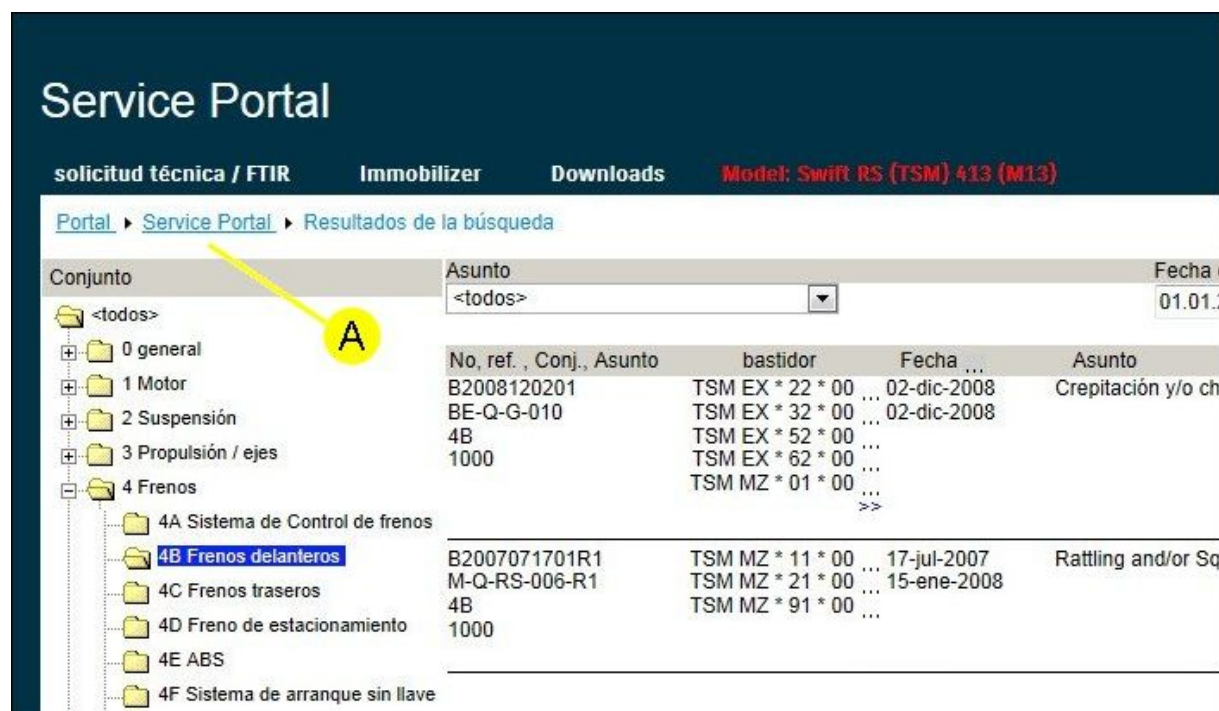 Service Portal
solicitud técnica / FTIR Immobilizer Downloads Model: Swift RS (TSM) 413 (M13)
Portal Service Portal Resultados de la búsqueda
Conjunto
<todos>
0 general
1 Motor
2 Suspensión
3 Propulsión / ejes
4 Frenos
4A Sistema de Control de frenos
4B Frenos delanteros
4C Frenos traseros
4D Freno de estacionamiento
4E ABS
4F Sistema de arranque sin llave
A
Asunto Fecha
<todos> 01.01.
No, ref. , Conj., Asunto bastidor Fecha ... Asunto
B2008120201 TSM EX * 22 * 00 ... 02-dic-2008 Crepitación y/o ch
BE-Q-G-010 TSM EX * 32 * 00 ... 02-dic-2008
4B TSM EX * 52 * 00 ...
1000 TSM EX * 62 * 00 ...
TSM MZ * 01 * 00 ...
>>
B2007071701R1 TSM MZ * 11 * 00 ... 17-jul-2007 Rattling and/or Sq
M-Q-RS-006-R1 TSM MZ * 21 * 00 ... 15-ene-2008
4B TSM MZ * 91 * 00 ...
1000